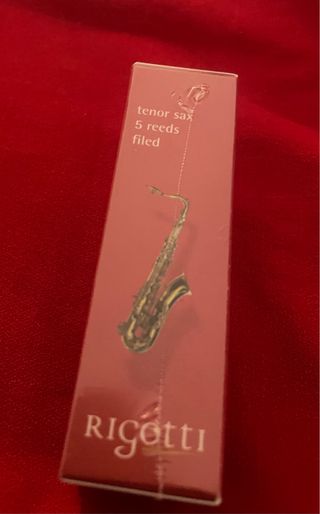 tenor sax
5 reeds
filed
RIGOTTI